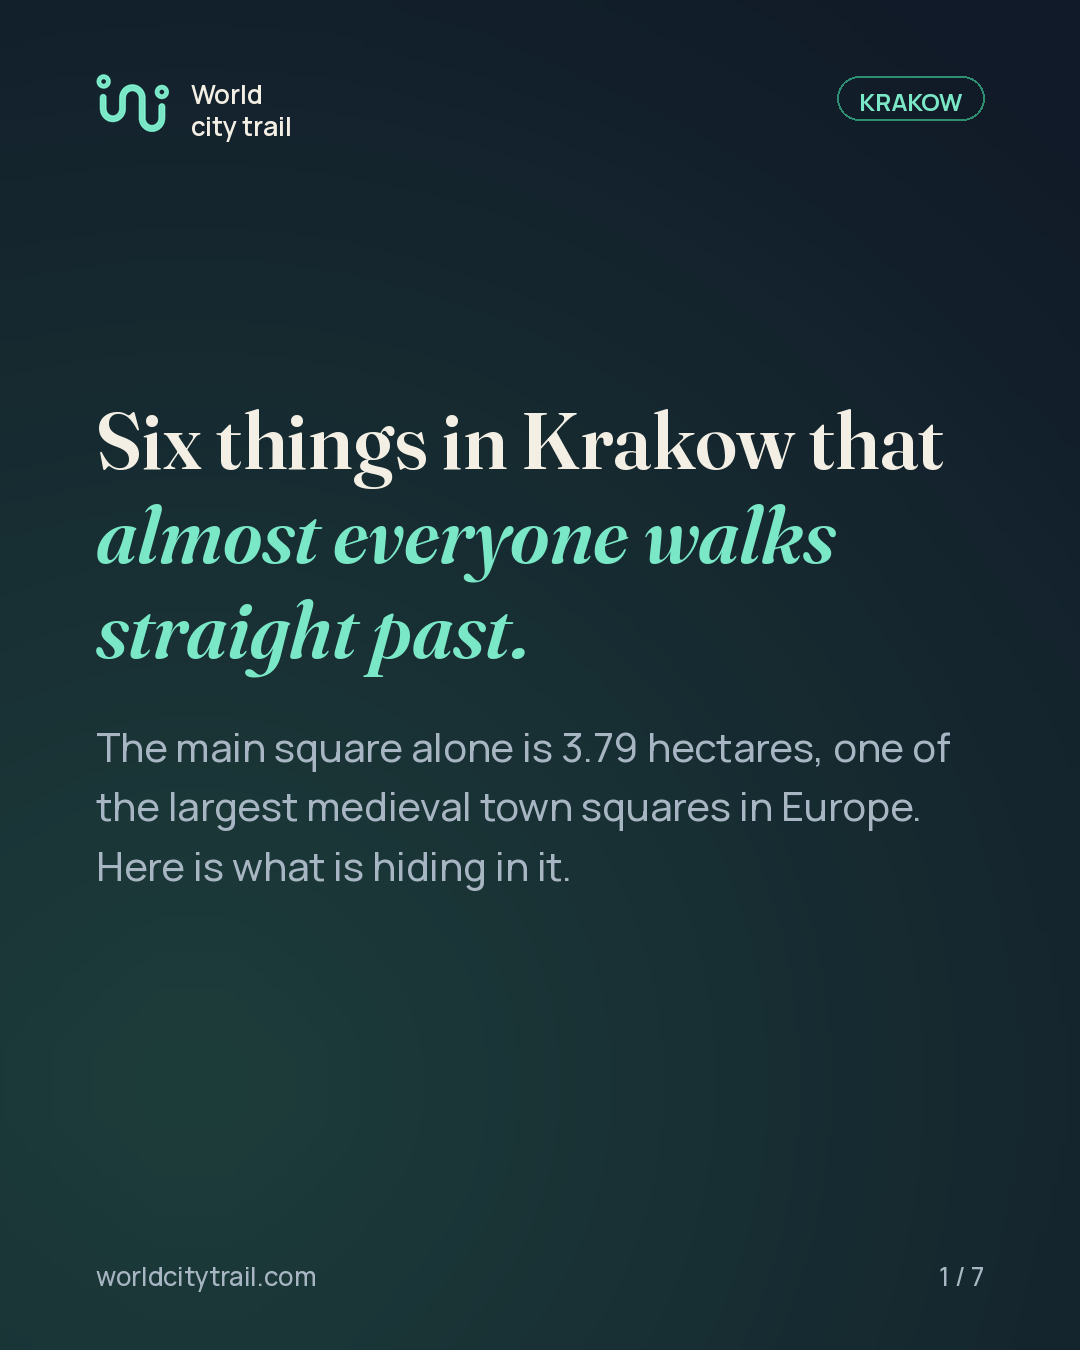 World
city trail
KRAKOW
Six things in Krakow that
almost everyone walks
straight past.
The main square alone is 3.79 hectares, one of
the largest medieval town squares in Europe.
Here is what is hiding in it.
worldcitytrail.com
1 / 7